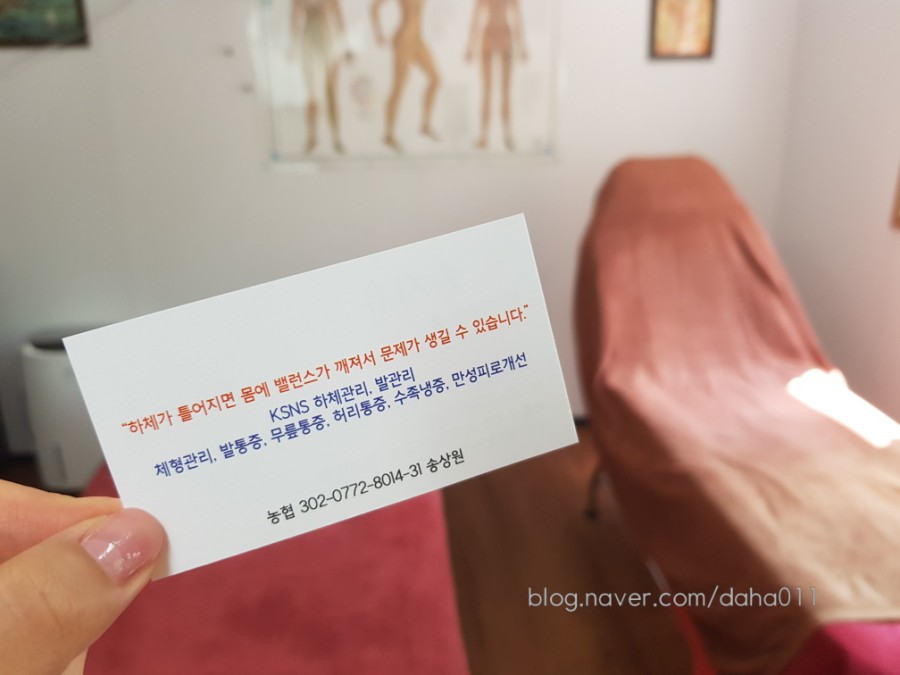 "하체가 틀어지면 몸에 밸런스가 깨져서 문제가 생길 수 있습니다."
KSNS 하체관리, 발관리
체형관리, 발통증, 무릎통증, 허리통증, 수족냉증, 만성피로개선
농협 302-0772-8014-31 송상원
blog.naver.com/daha011